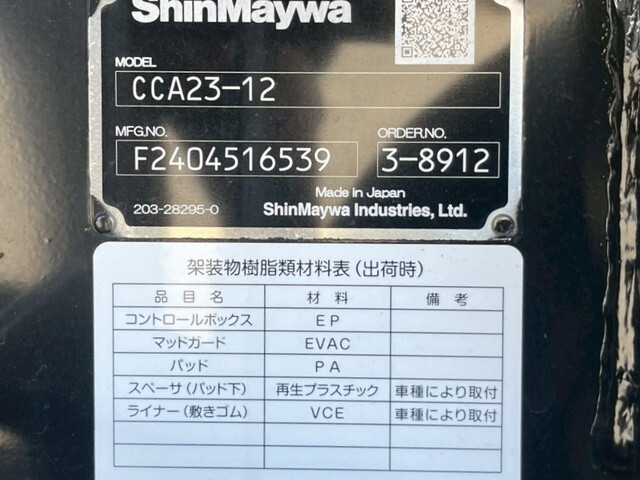 ShinMaywa
MODEL
CCA23-12
MFG.NO. ORDER.NO.
F2404516539 3-8912
Made in Japan
203-28295-0 ShinMaywa Industries, Ltd.
架装物樹脂類材料表(出荷時)
品目名 材料 備考
コントロールボックス EP
マッドガード EVAC
パッド PA
スペーサ(パッド下) 再生プラスチック 車種により取付
ライナー(敷きゴム) VCE 車種により取付